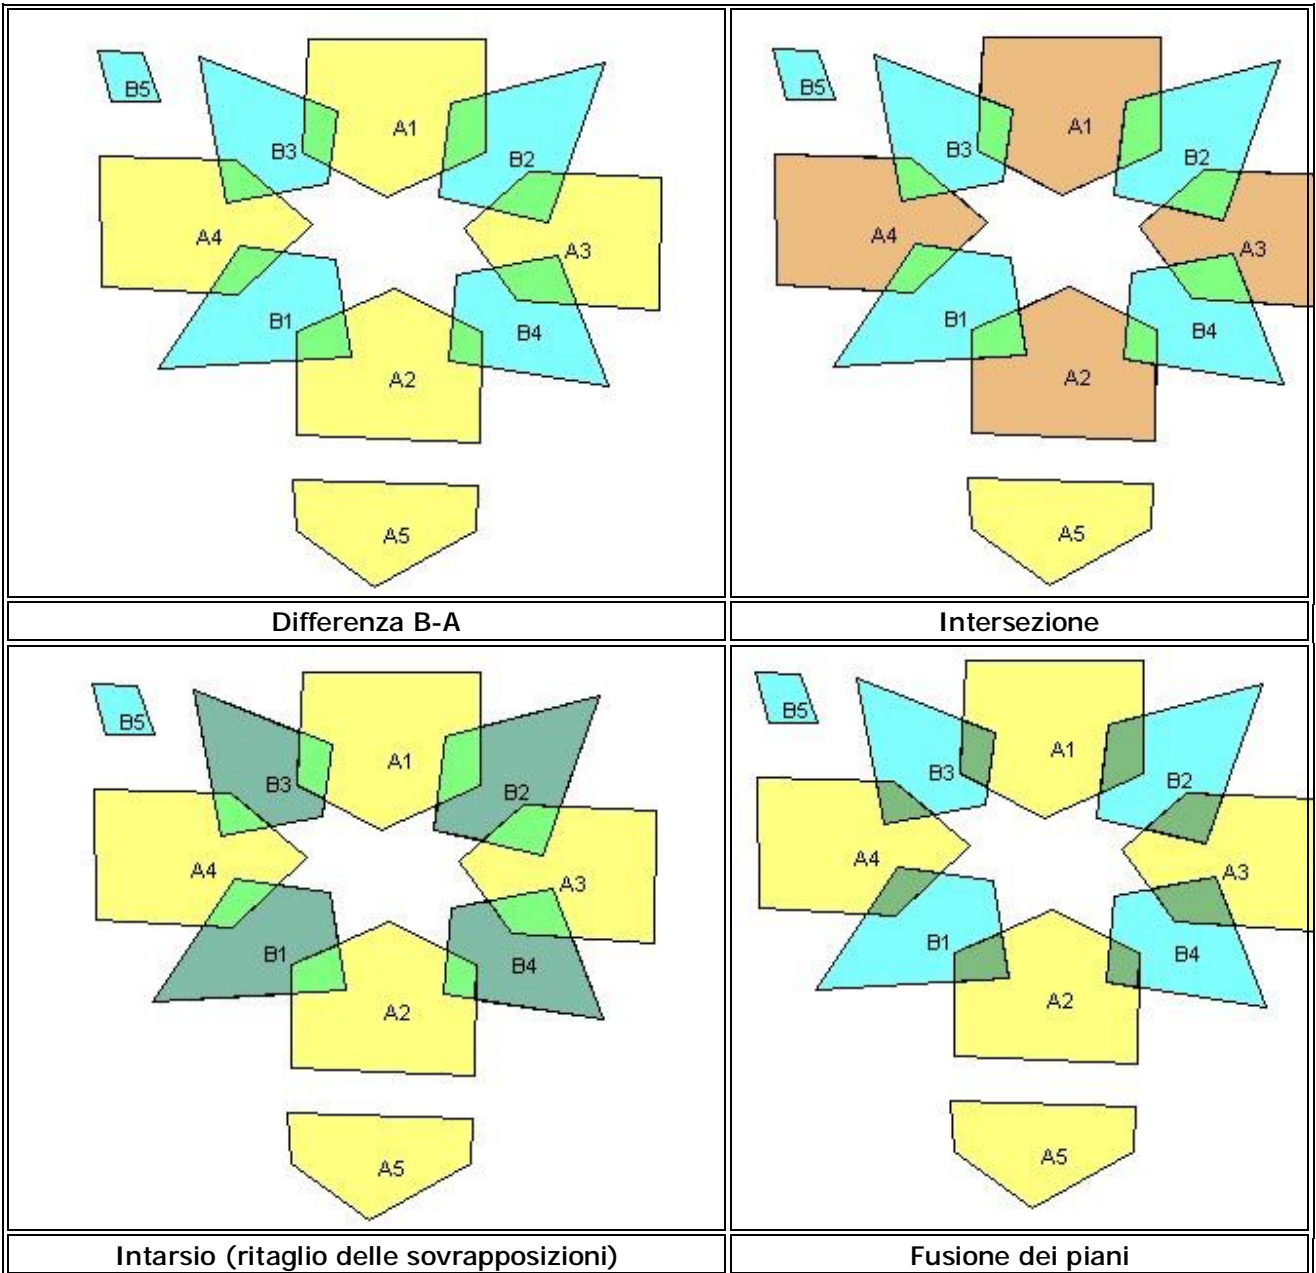 B5
B3
A1
B2
A4
A3
B1
B4
A2
A5
B5
B3
A1
B2
A4
A3
B1
B4
A2
A5
Differenza B-A
Intersezione
B5
B3
A1
B2
A4
A3
B1
B4
A2
A5
B5
B3
A1
B2
A4
A3
B1
B4
A2
A5
Intarsio (ritaglio delle sovrapposizioni)
Fusione dei piani